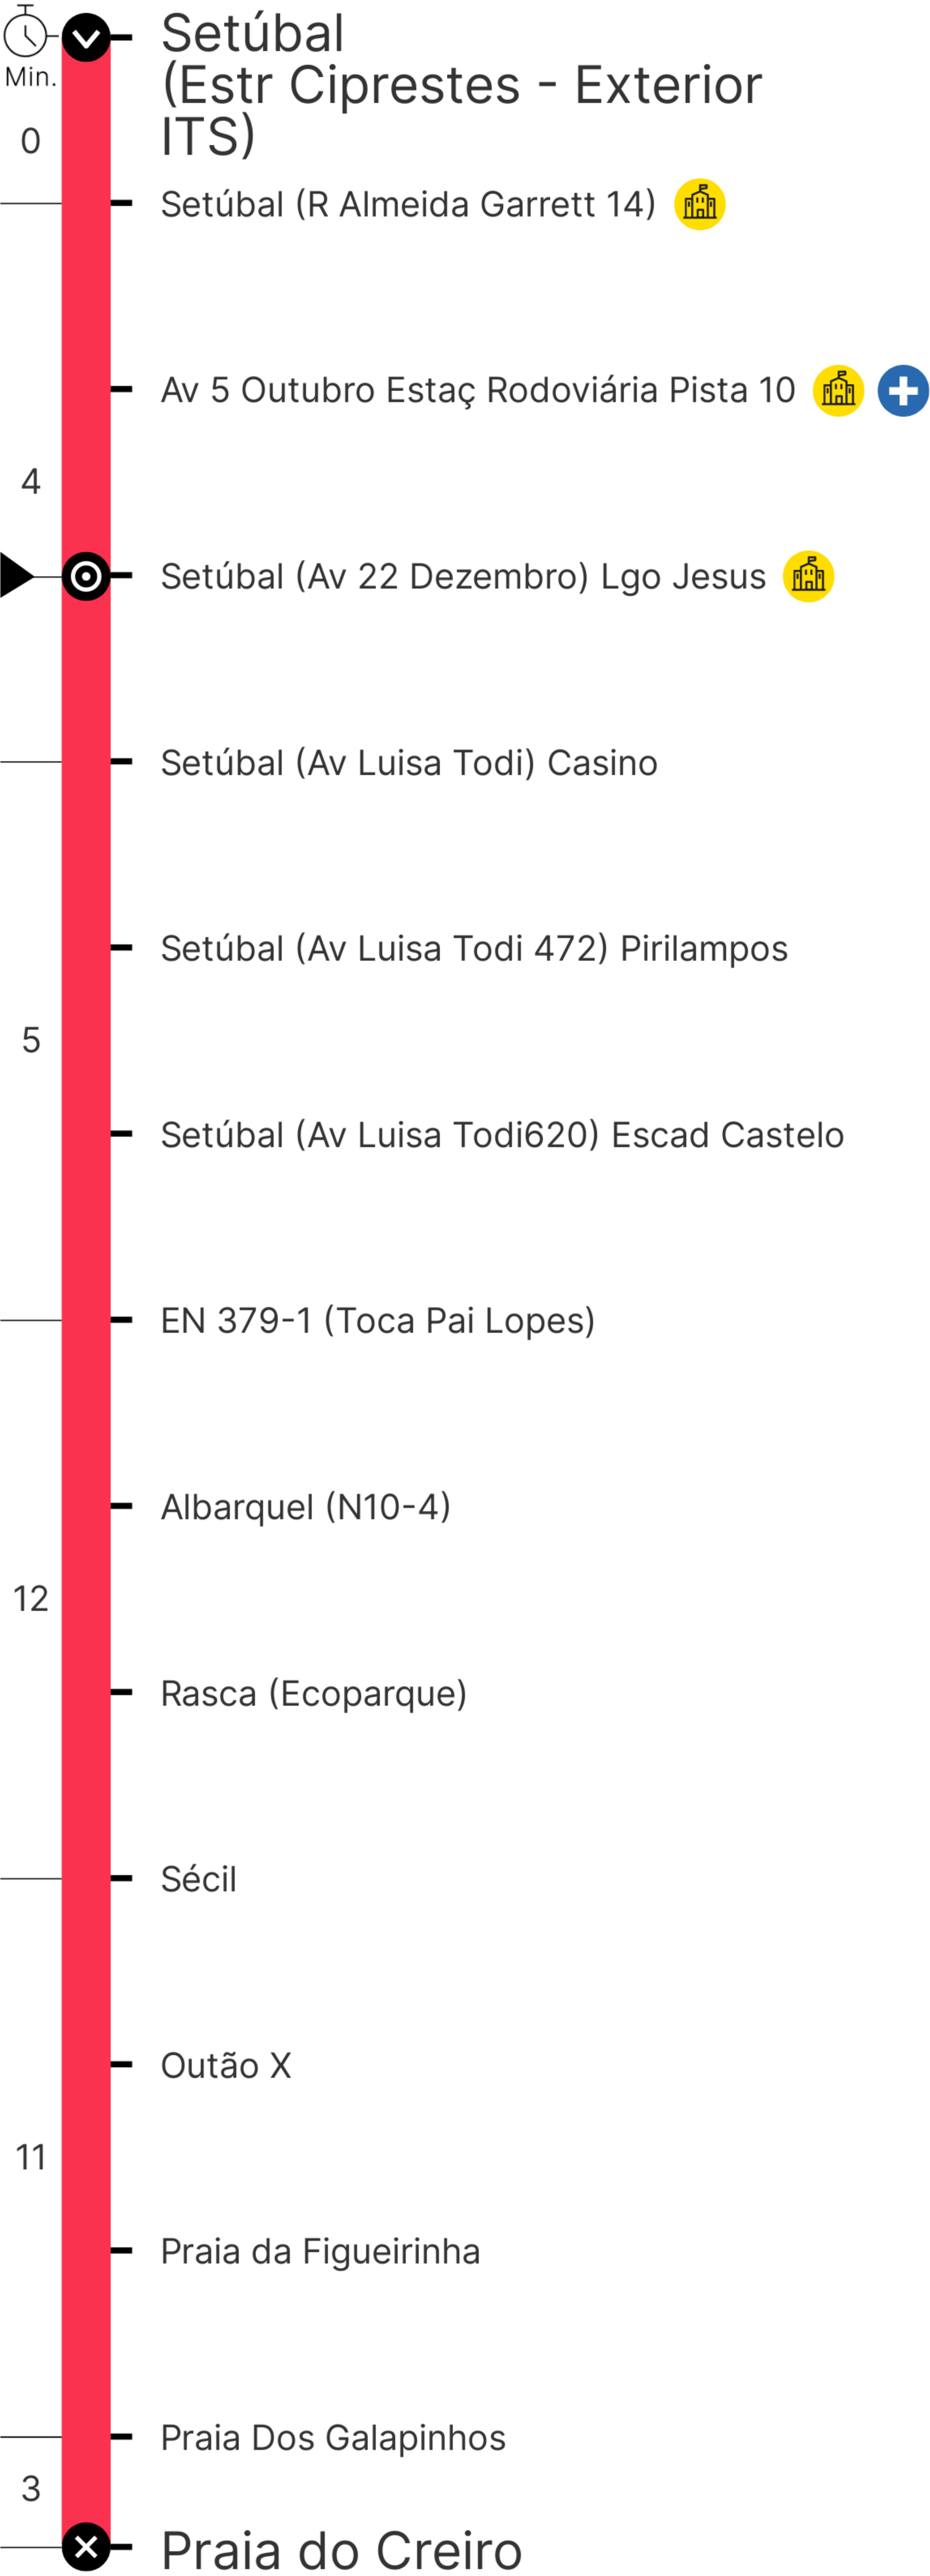 Setúbal
Min.
(Estr Ciprestes - Exterior
ITS)
0
Setúbal (R Almeida Garrett 14)
Av 5 Outubro Estaç Rodoviária Pista 10
4
Setúbal (Av 22 Dezembro) Lgo Jesus
Setúbal (Av Luisa Todi) Casino
Setúbal (Av Luisa Todi 472) Pirilampos
5
Setúbal (Av Luisa Todi620) Escad Castelo
EN 379-1 (Toca Pai Lopes)
Albarquel (N10-4)
12
Rasca (Ecoparque)
Sécil
Outão X
11
Praia da Figueirinha
Praia Dos Galapinhos
3
Praia do Creiro